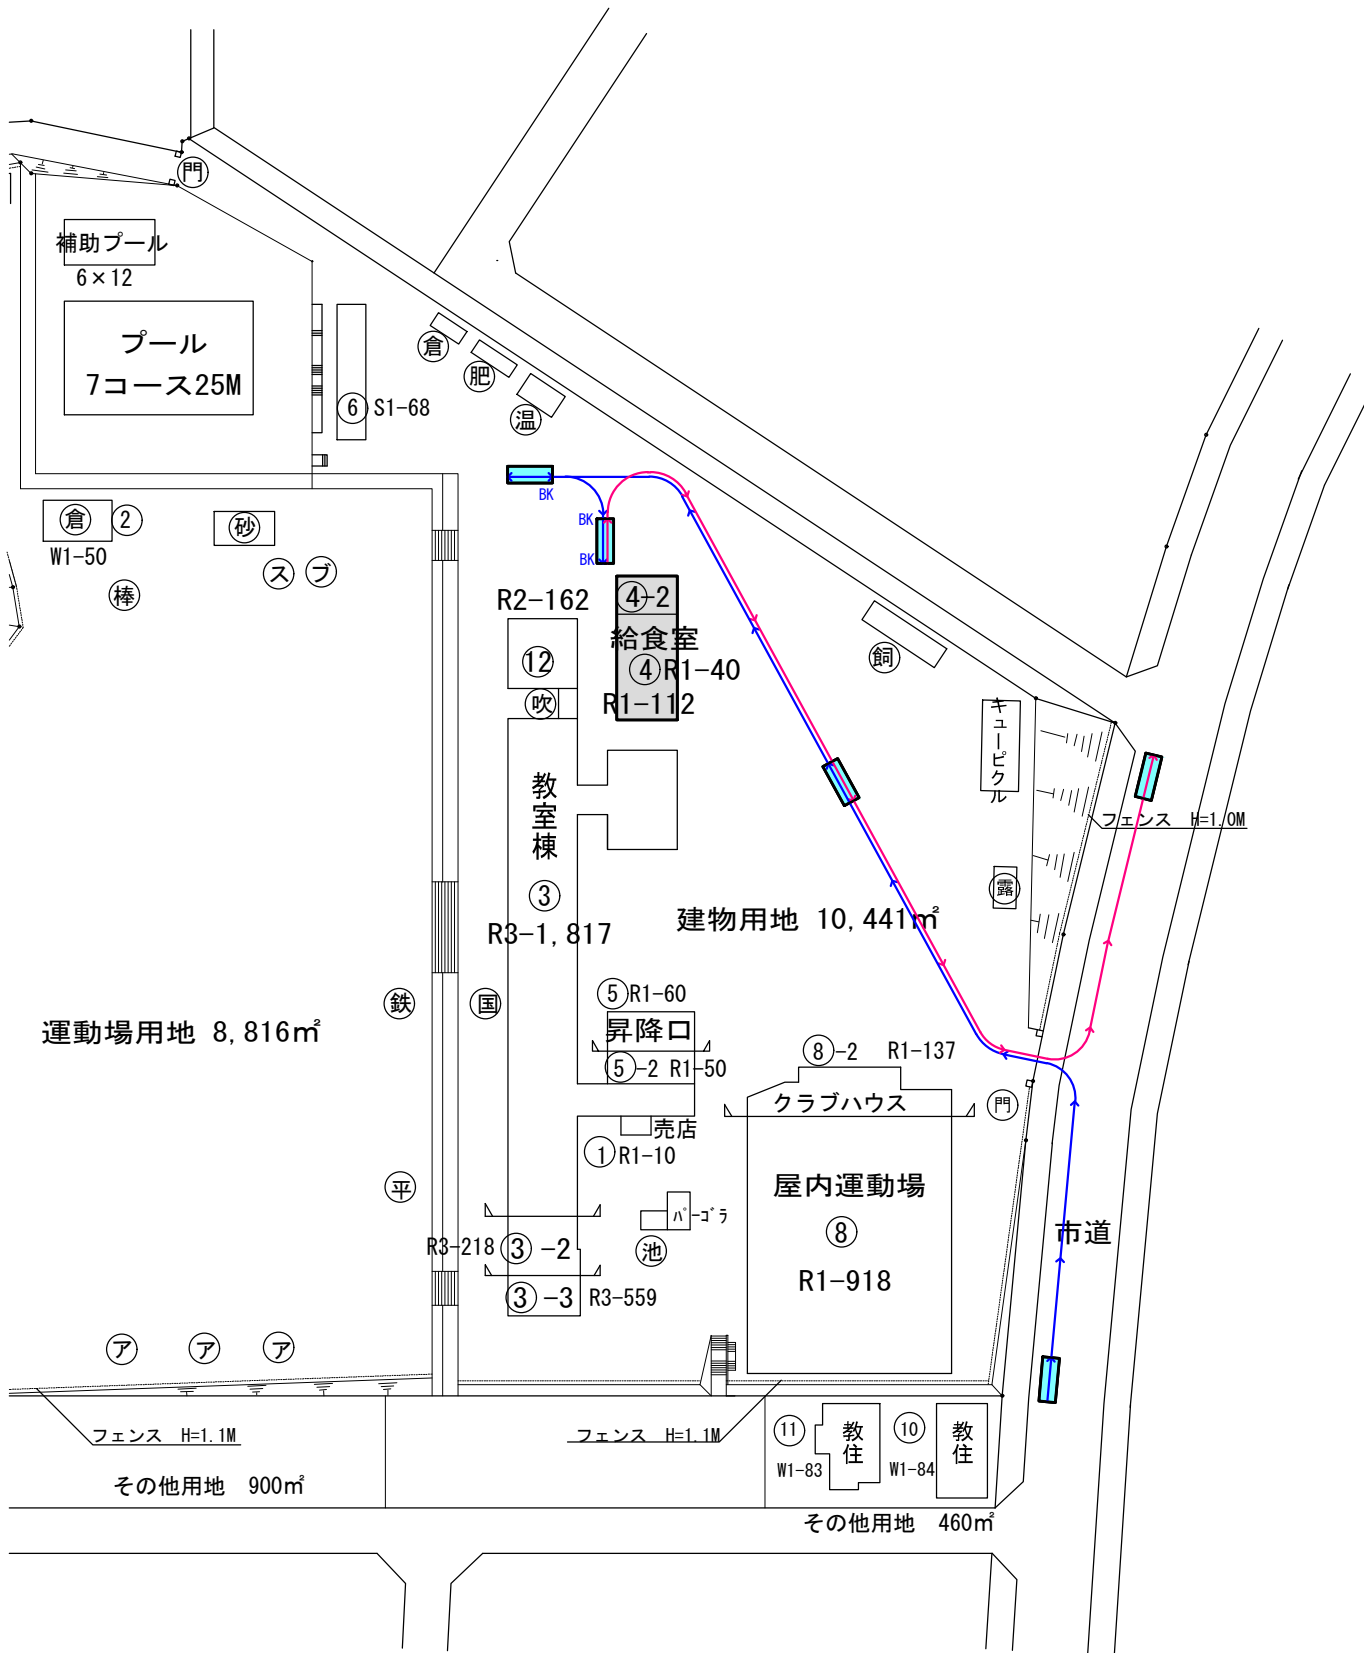 門
補助プール
6×12
プール
7コース25M
倉
肥
温
⑥ S1-68
BK
BK
BK
倉 ②
W1-50
砂
ス ブ
棒
R2-162
④-2
給食室
④ R1-40
R1-112
⑫
吹
飼
キュービクル
教室棟
③
R3-1,817
フェンス H=1.0M
露
建物用地 10,441㎡
鉄
国
⑤ R1-60
昇降口
⑤-2 R1-50
運動場用地 8,816㎡
⑧-2 R1-137
クラブハウス
門
売店
① R1-10
平
屋内運動場
⑧
R1-918
パーゴラ
池
市道
R3-218 ③-2
③-3 R3-559
ア ア ア
フェンス H=1.1M
フェンス H=1.1M
⑪ 教住
W1-83
⑩ 教住
W1-84
その他用地 900㎡
その他用地 460㎡